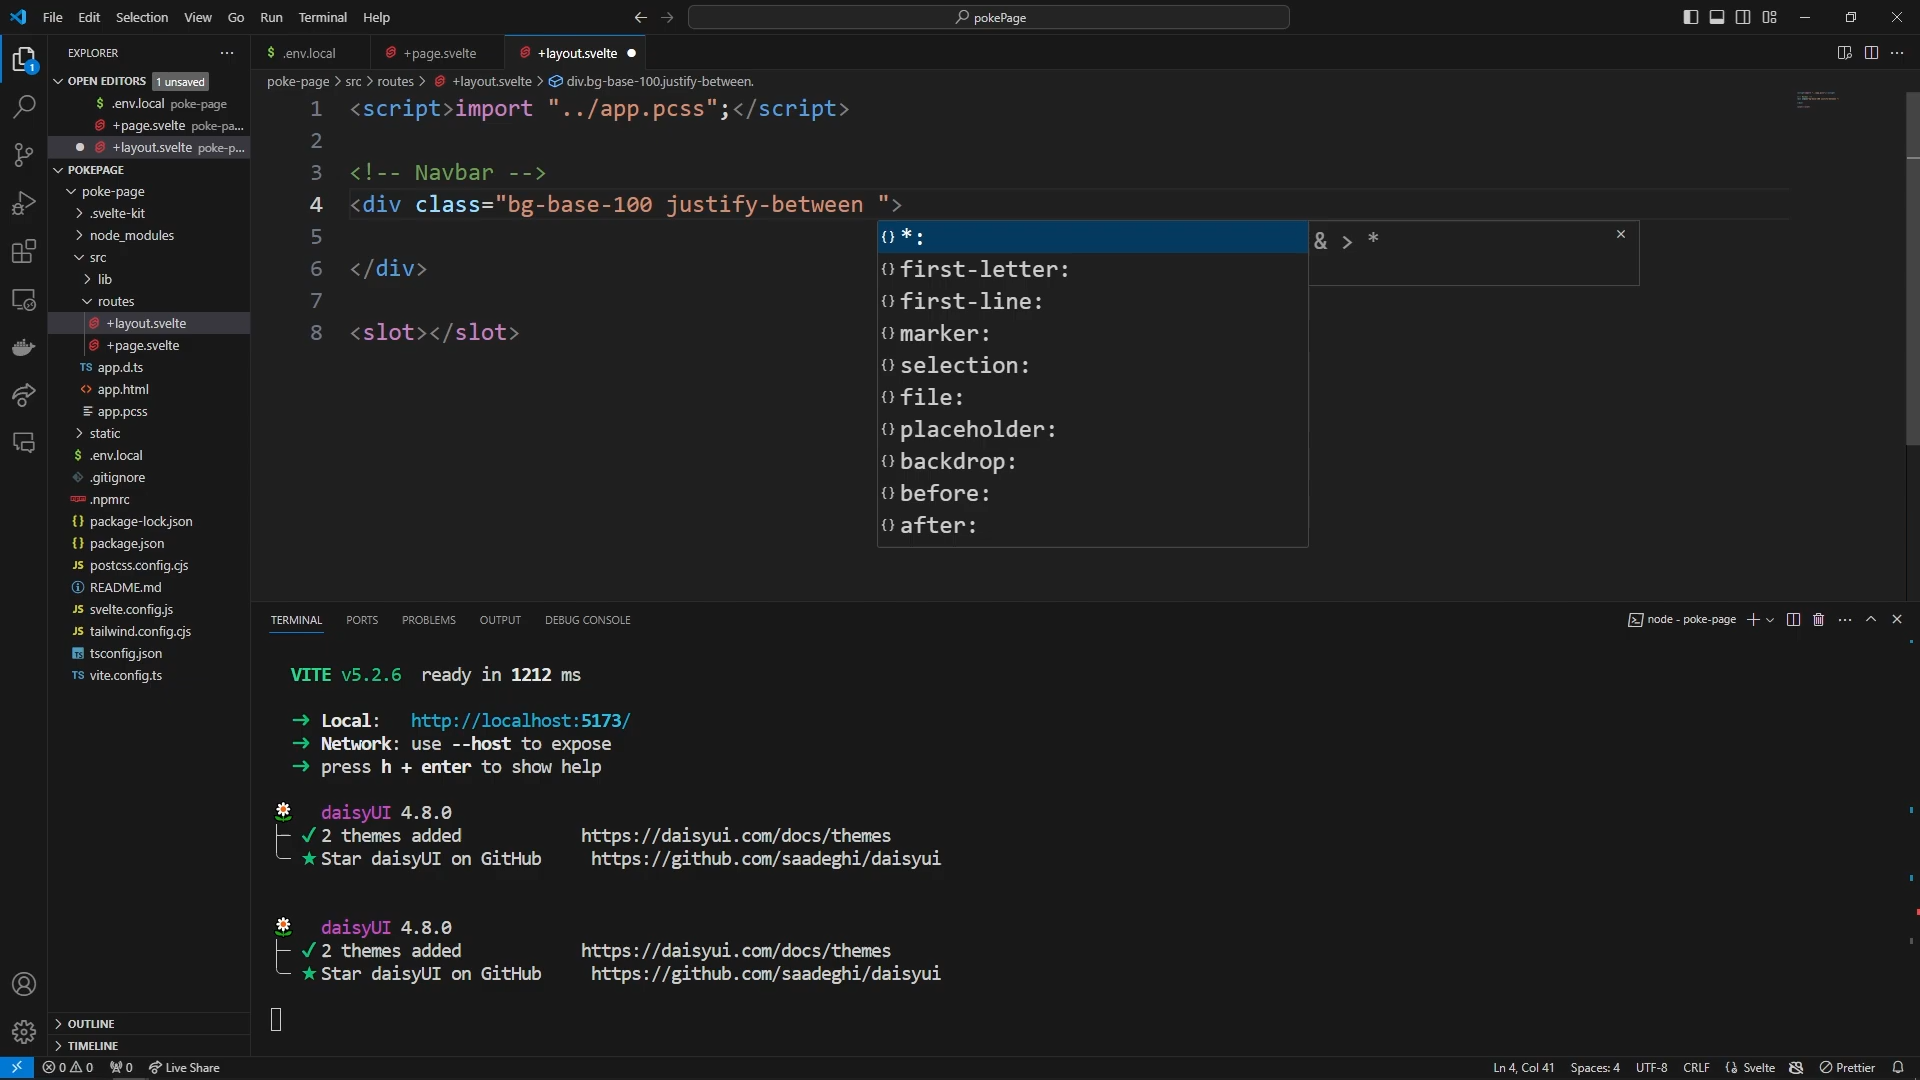 File Edit Selection View Go Run Terminal Help
pokePage
EXPLORER
OPEN EDITORS 1 unsaved
.env.local poke-page
+page.svelte poke-pa...
+layout.svelte poke-p...
POKEPAGE
poke-page
.svelte-kit
node_modules
src
lib
routes
+layout.svelte
+page.svelte
TS app.d.ts
app.html
app.pcss
static
$ .env.local
.gitignore
.npmrc
{} package-lock.json
{} package.json
JS postcss.config.cjs
README.md
JS svelte.config.js
JS tailwind.config.cjs
tsconfig.json
TS vite.config.ts
OUTLINE
TIMELINE
$ .env.local +page.svelte +layout.svelte
poke-page > src > routes > +layout.svelte > div.bg-base-100.justify-between.
1 <script>import "../app.pcss";</script>
2
3 <!-- Navbar -->
4 <div class="bg-base-100 justify-between ">
5
6 </div>
7
8 <slot></slot>
{} *:
{} first-letter:
{} first-line:
{} marker:
{} selection:
{} file:
{} placeholder:
{} backdrop:
{} before:
{} after:
& > *
TERMINAL PORTS PROBLEMS OUTPUT DEBUG CONSOLE
node - poke-page
VITE v5.2.6 ready in 1212 ms
➜ Local: http://localhost:5173/
➜ Network: use --host to expose
➜ press h + enter to show help
daisyUI 4.8.0
✓ 2 themes added https://daisyui.com/docs/themes
★ Star daisyUI on GitHub https://github.com/saadeghi/daisyui
daisyUI 4.8.0
✓ 2 themes added https://daisyui.com/docs/themes
★ Star daisyUI on GitHub https://github.com/saadeghi/daisyui
0 0 0 Live Share
Ln 4, Col 41 Spaces: 4 UTF-8 CRLF Svelte Prettier